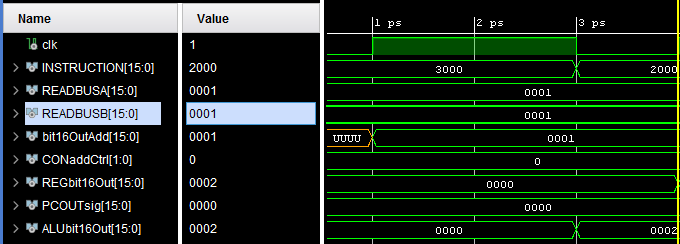 Name Value 1 ps 2 ps 3 ps
clk 1
INSTRUCTION[15:0] 2000 3000 2000
READBUSA[15:0] 0001 0001
READBUSB[15:0] 0001 0001
bit16OutAdd[15:0] 0001 UUUU 0001
CONaddCtrl[1:0] 0 0
REGbit16Out[15:0] 0002 0000
PCOUTsig[15:0] 0000 0000
ALUbit16Out[15:0] 0002 0000 0002